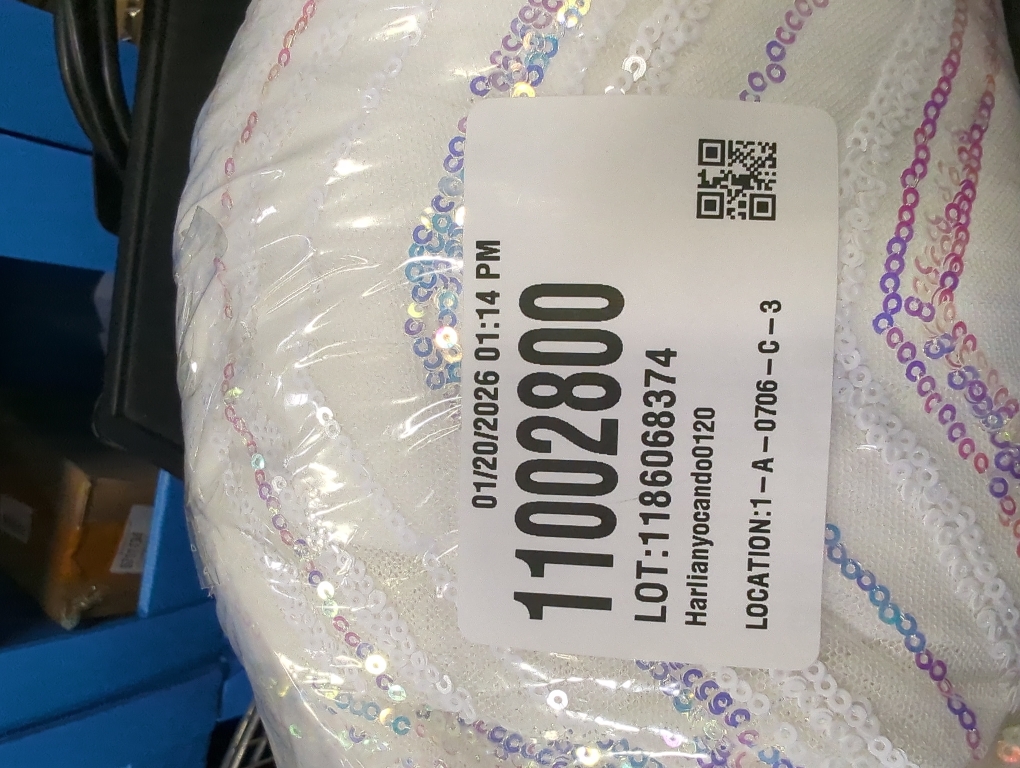 01/20/2026 01:14 PM
11002800
LOT:1186068374
Harlianyocando0120
LOCATION:1-A-0706-C-3